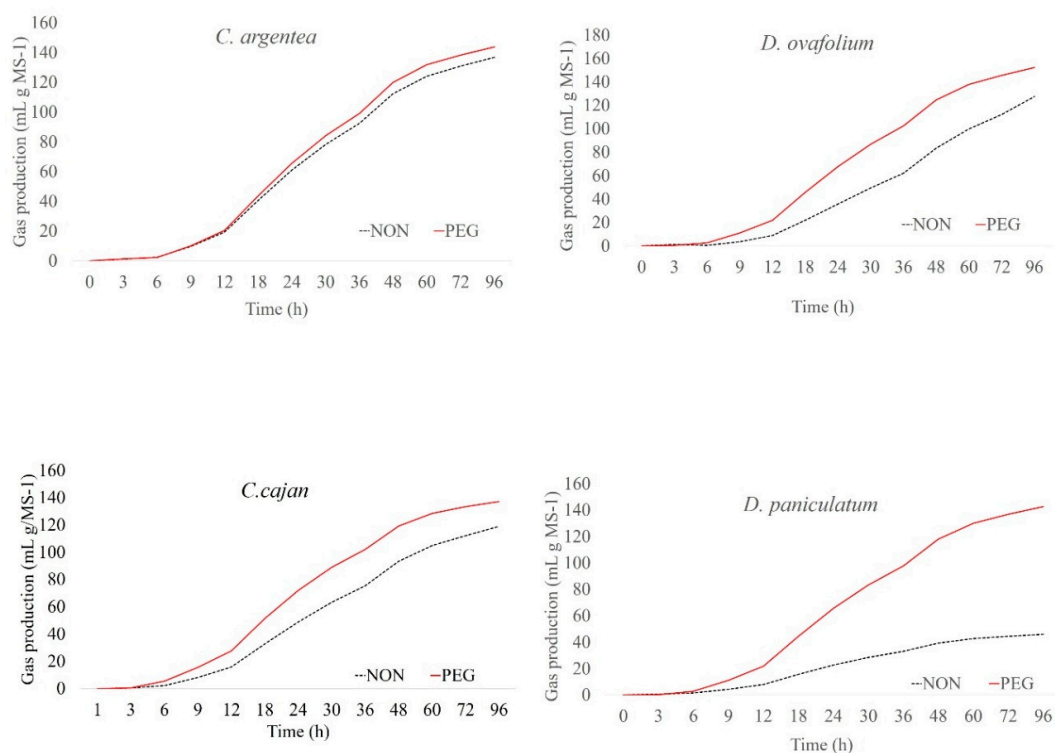 C. argentea
Gas production (mL g MS-1)
160
140
120
100
80
60
40
20
0
NON PEG
0 3 6 9 12 18 24 30 36 48 60 72 96
Time (h)
D. ovafolium
Gas production (mL g MS-1)
180
160
140
120
100
80
60
40
20
0
NON PEG
0 3 6 9 12 18 24 30 36 48 60 72 96
Time (h)
C.cajan
Gas production (mL g/MS-1)
160
140
120
100
80
60
40
20
0
NON PEG
1 3 6 9 12 18 24 30 36 48 60 72 96
Time (h)
D. paniculatum
Gas production (mL g MS-1)
160
140
120
100
80
60
40
20
0
NON PEG
0 3 6 9 12 18 24 30 36 48 60 72 96
Time (h)